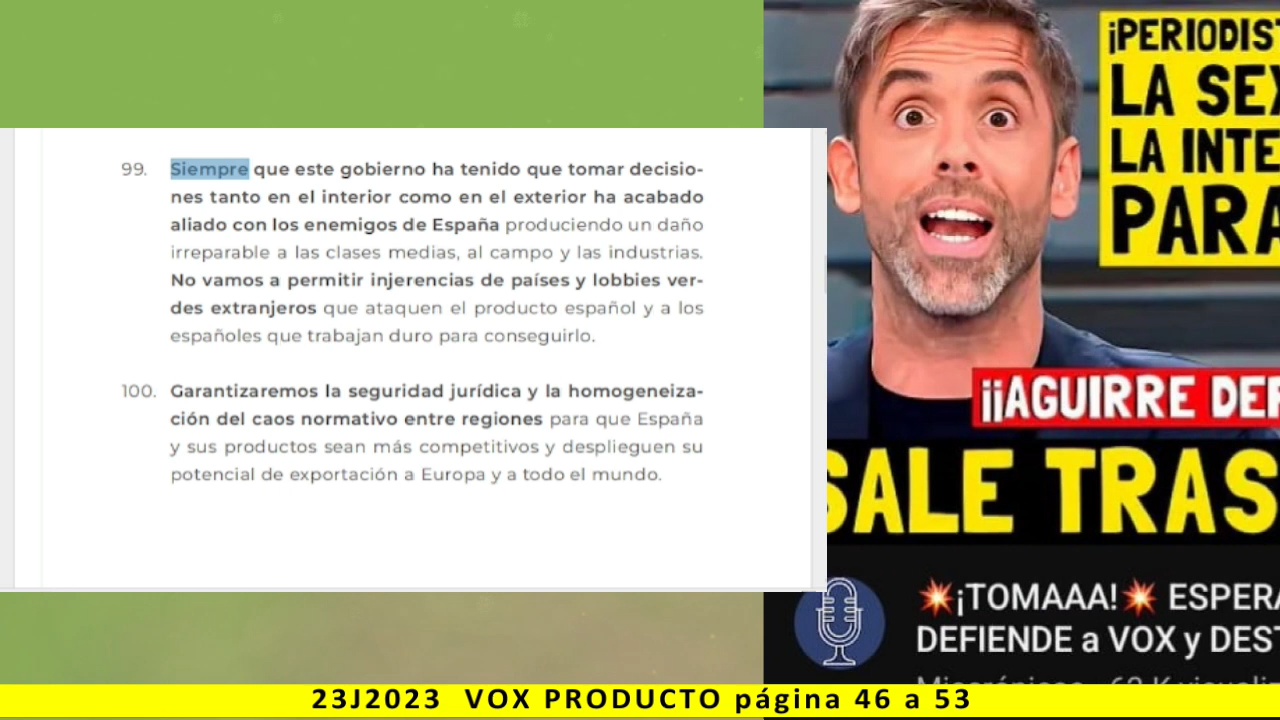 99. Siempre que este gobierno ha tenido que tomar decisio-
nes tanto en el interior como en el exterior ha acabado
aliado con los enemigos de España produciendo un daño
irreparable a las clases medias, al campo y las industrias.
No vamos a permitir injerencias de países y lobbies ver-
des extranjeros que ataquen el producto español y a los
españoles que trabajan duro para conseguirlo.
100. Garantizaremos la seguridad jurídica y la homogeneiza-
ción del caos normativo entre regiones para que España
y sus productos sean más competitivos y desplieguen su
potencial de exportación a Europa y a todo el mundo.
¡PERIODIST
LA SEX
LA INTE
PARA
¡¡AGUIRRE DEF
SALE TRAS
💥¡TOMAAA!💥 ESPERA
DEFIENDE a VOX y DEST
23J2023 VOX PRODUCTO página 46 a 53